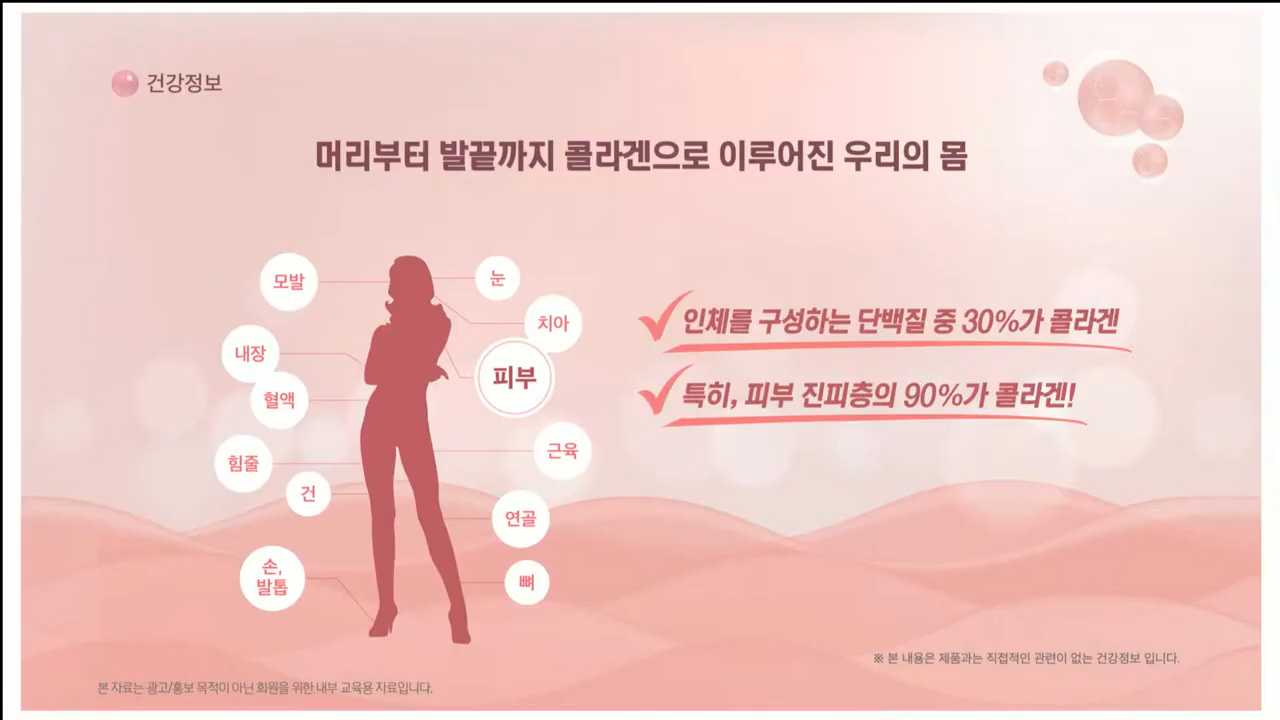 건강정보
머리부터 발끝까지 콜라겐으로 이루어진 우리의 몸
모발
눈
치아
내장
피부
혈액
근육
힘줄
건
연골
손,
발톱
뼈
인체를 구성하는 단백질 중 30%가 콜라겐
특히, 피부 진피층의 90%가 콜라겐!
※ 본 내용은 제품과는 직접적인 관련이 없는 건강정보 입니다.
본 자료는 광고/홍보 목적이 아닌 회원을 위한 내부 교육용 자료입니다.